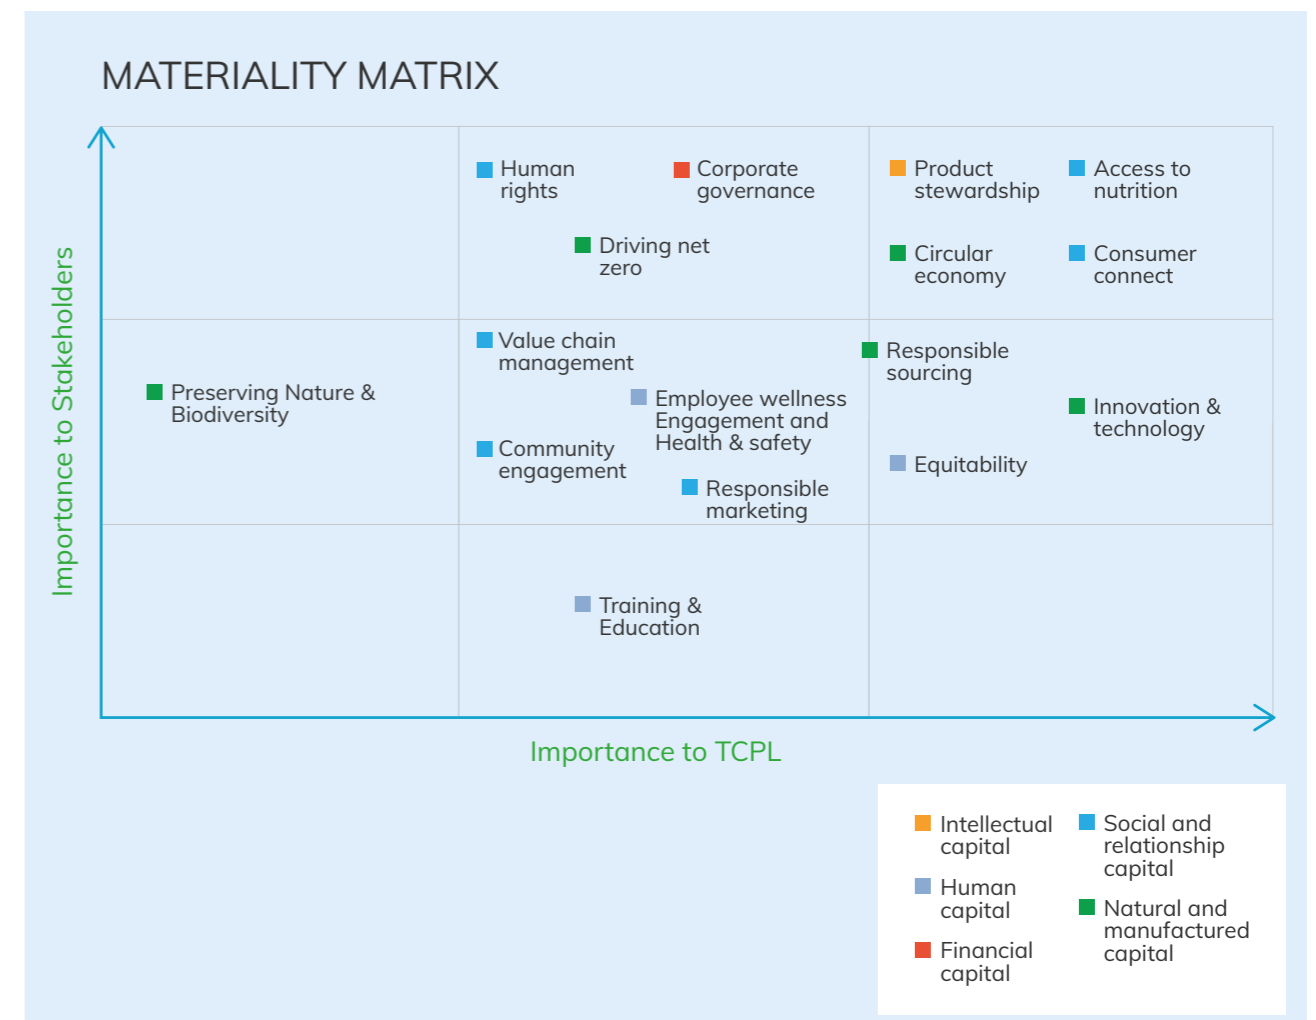 MATERIALITY MATRIX
Importance to Stakeholders
Human
rights
Corporate
governance
Product
stewardship
Access to
nutrition
Driving net
zero
Circular
economy
Consumer
connect
Value chain
management
Responsible
sourcing
Preserving Nature &
Biodiversity
Employee wellness
Engagement and
Health & safety
Innovation &
technology
Community
engagement
Equitability
Responsible
marketing
Training &
Education
Importance to TCPL
Intellectual
capital
Human
capital
Financial
capital
Social and
relationship
capital
Natural and
manufactured
capital